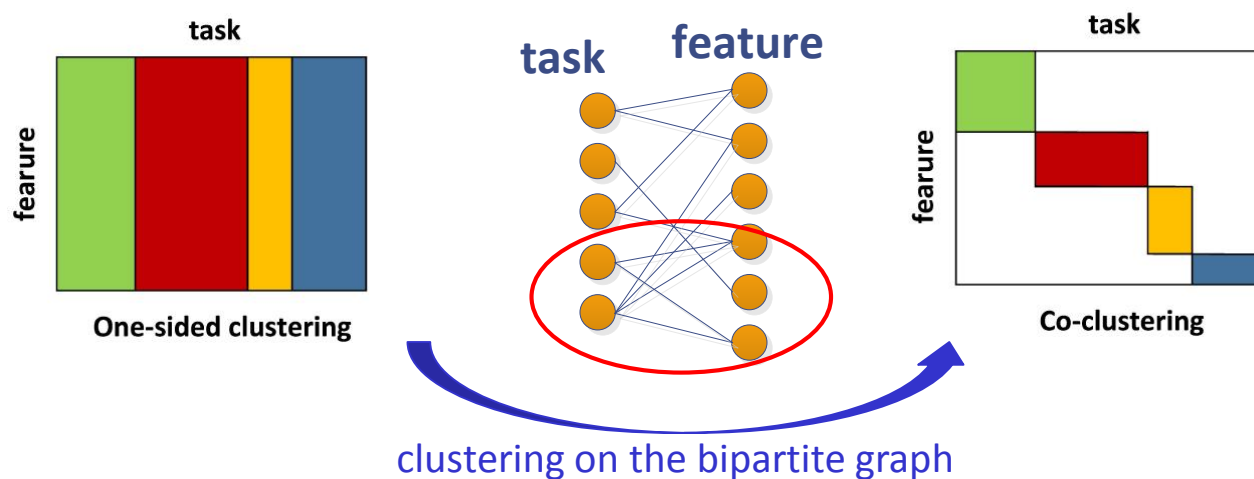 task
fearure
One-sided clustering
task
feature
task
fearure
Co-clustering
clustering on the bipartite graph